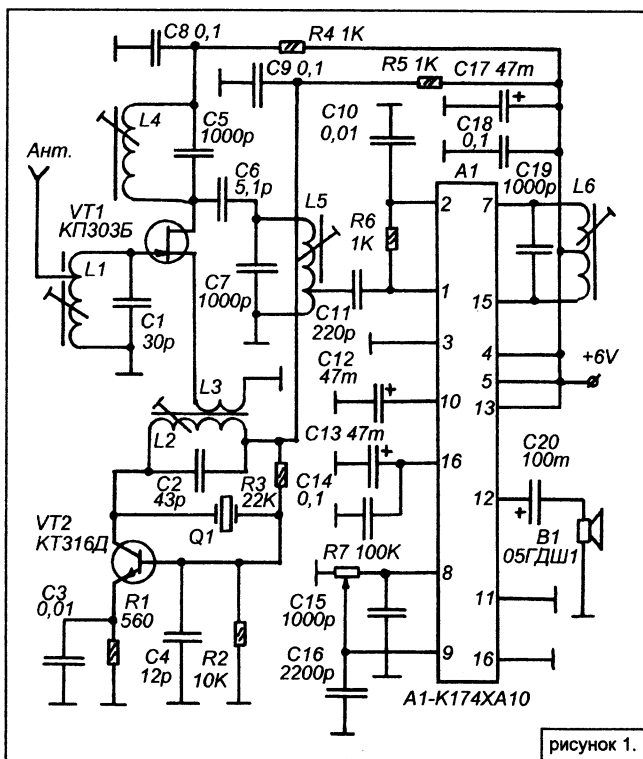 C8 0,1
R4 1K
C9 0,1
R5 1K
C17 47m
+
L4
C5
1000p
C10
0,01
C18
0,1
A1
C19
1000p
L6
Ант.
C6
5,1p
L5
2
7
VT1
КП303Б
R6
1K
L1
C7
1000p
C11
220p
1
15
C1
30p
3
4
C12
47m
+
5
+6V
L3
10
13
C13 47m
+
L2
16
C20
100m
C2
43p
R3
22K
C14
0,1
12
+
VT2
КТ316Д
Q1
В1
05ГДШ1
R7 100K
8
C3
0,01
R1
560
C15
1000p
11
C4
12p
R2
10K
C16
2200p
9
16
А1-К174ХА10
рисунок 1.